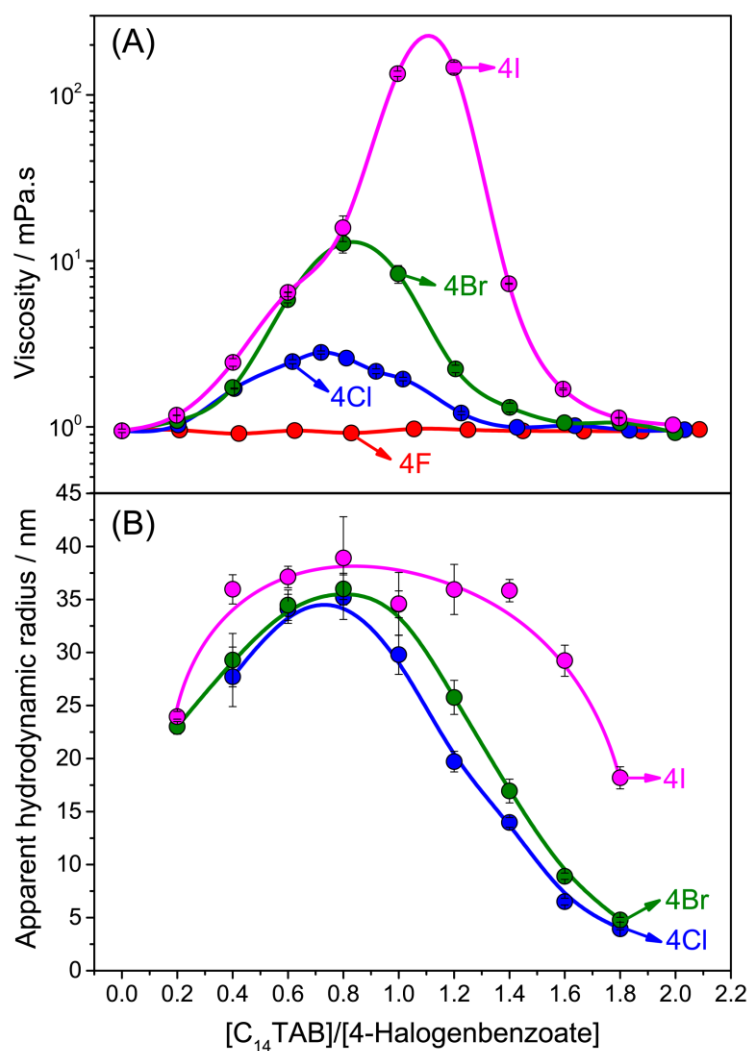 (A)
4I
10²
Viscosity / mPa.s
10¹
4Br
4Cl
10⁰
4F
(B)
Apparent hydrodynamic radius / nm
45
40
35
30
25
20
15
10
5
0
4I
4Br
4Cl
0.0 0.2 0.4 0.6 0.8 1.0 1.2 1.4 1.6 1.8 2.0 2.2
[C₁₄TAB]/[4-Halogenbenzoate]